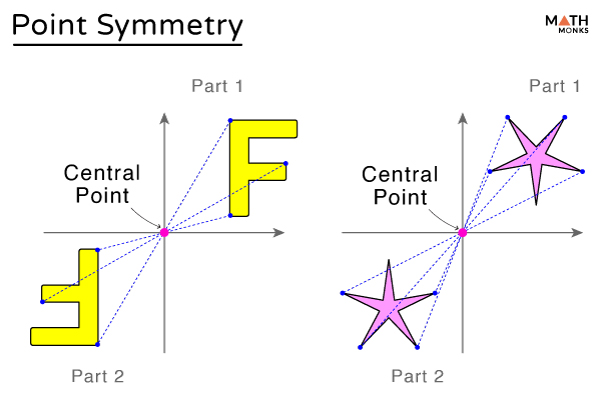 Point Symmetry
MATH
MONKS
Part 1
Part 1
Central
Point
Central
Point
Part 2
Part 2